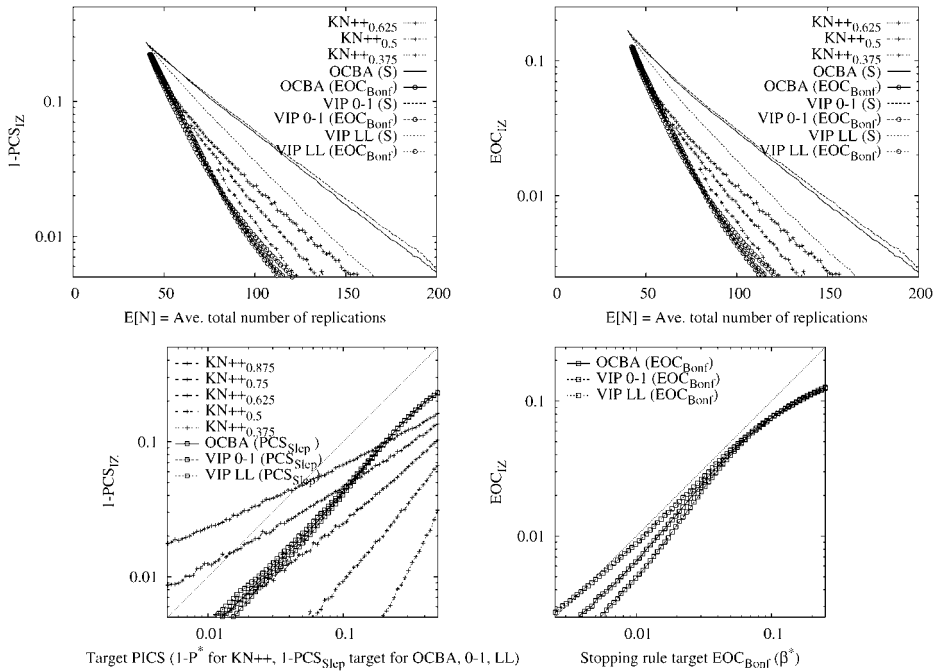 KN++0.625
KN++0.5
KN++0.375
OCBA (S)
OCBA (EOCBonf)
VIP 0-1 (S)
VIP 0-1 (EOCBonf)
VIP LL (S)
VIP LL (EOCBonf)
1-PCSIZ
0.1
0.01
0 50 100 150 200
E[N] = Ave. total number of replications
KN++0.625
KN++0.5
KN++0.375
OCBA (S)
OCBA (EOCBonf)
VIP 0-1 (S)
VIP 0-1 (EOCBonf)
VIP LL (S)
VIP LL (EOCBonf)
EOCIZ
0.1
0.01
0 50 100 150 200
E[N] = Ave. total number of replications
KN++0.875
KN++0.75
KN++0.625
KN++0.5
KN++0.375
OCBA (PCSSlep )
VIP 0-1 (PCSSlep)
VIP LL (PCSSlep)
1-PCSIZ
0.1
0.01
0.01 0.1
Target PICS (1-P* for KN++, 1-PCSSlep target for OCBA, 0-1, LL)
OCBA (EOCBonf)
VIP 0-1 (EOCBonf)
VIP LL (EOCBonf)
EOCIZ
0.1
0.01
0.01 0.1
Stopping rule target EOCBonf (β*)